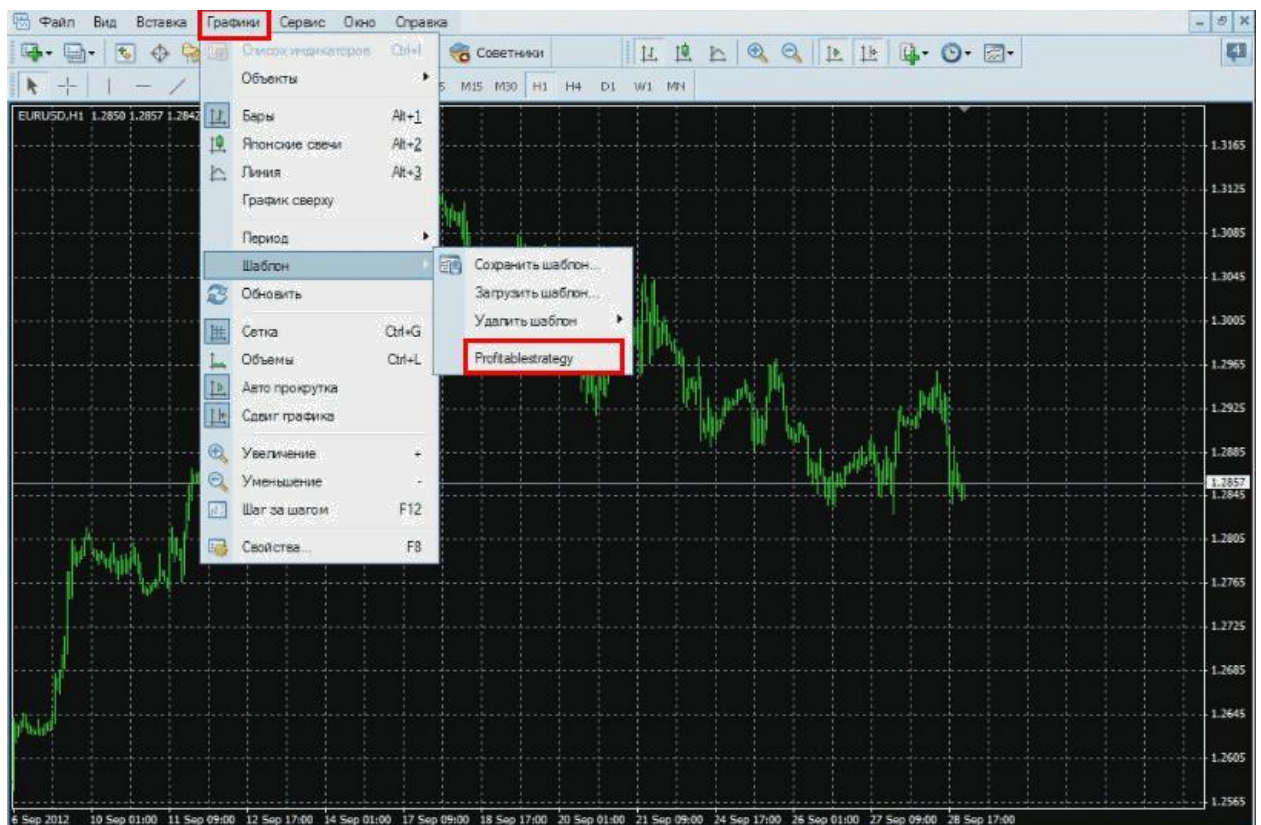 Файл Вид Вставка Графики Сервис Окно Справка
Советники
M15 M30 H1 H4 D1 W1 MN
EURUSD,H1 1.2850 1.2857 1.2842
Список индикаторов Ctrl+I
Объекты
Бары Alt+1
Японские свечи Alt+2
Линия Alt+3
График сверху
Период
Шаблон
Обновить
Сетка Ctrl+G
Объемы Ctrl+L
Авто прокрутка
Сдвиг графика
Увеличение +
Уменьшение -
Шаг за шагом F12
Свойства... F8
Сохранить шаблон...
Загрузить шаблон...
Удалить шаблон
Profitablestrategy
1.3165
1.3125
1.3085
1.3045
1.3005
1.2965
1.2925
1.2885
1.2857
1.2845
1.2805
1.2765
1.2725
1.2685
1.2645
1.2605
1.2565
6 Sep 2012 10 Sep 01:00 11 Sep 09:00 12 Sep 17:00 14 Sep 01:00 17 Sep 09:00 18 Sep 17:00 20 Sep 01:00 21 Sep 09:00 24 Sep 17:00 26 Sep 01:00 27 Sep 09:00 28 Sep 17:00